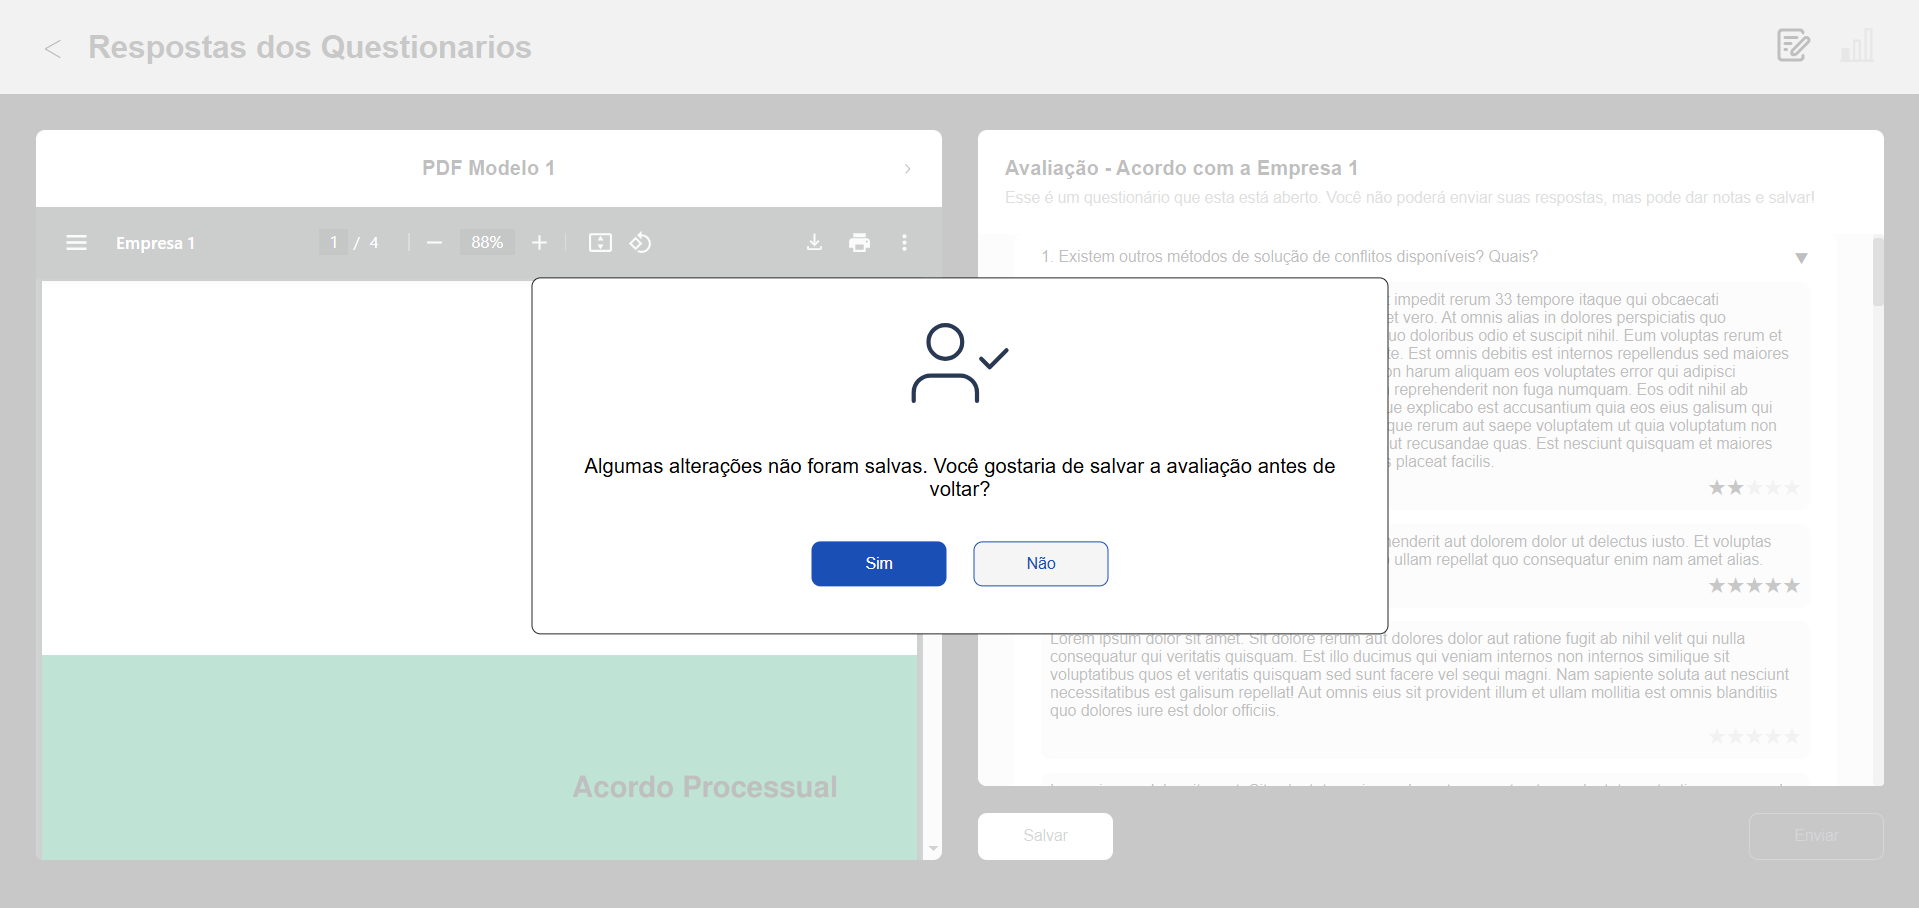 Respostas dos Questionarios
PDF Modelo 1
Empresa 1
1 / 4
88%
Avaliação - Acordo com a Empresa 1
Esse é um questionário que esta está aberto. Você não poderá enviar suas respostas, mas pode dar notas e salvar!
1. Existem outros métodos de solução de conflitos disponíveis? Quais?
impedit rerum 33 tempore itaque qui obcaecati
et vero. At omnis alias in dolores perspiciatis quo
doloribus odio et suscipit nihil. Eum voluptas rerum et
Est omnis debitis est internos repellendus sed maiores
harum aliquam eos voluptates error qui adipisci
reprehenderit non fuga numquam. Eos odit nihil ab
explicabo est accusantium quia eos eius galisum qui
que rerum aut saepe voluptatem ut quia voluptatum non
ut recusandae quas. Est nesciunt quisquam et maiores
placeat facilis.
aut dolorem dolor ut delectus iusto. Et voluptas
ullam repellat quo consequatur enim nam amet alias.
Lorem ipsum dolor sit amet. Sit dolore rerum aut dolores dolor aut ratione fugit ab nihil velit qui nulla
consequatur qui veritatis quisquam. Est illo ducimus qui veniam internos non internos similique sit
voluptatibus quos et veritatis quisquam sed sunt facere vel sequi magni. Nam sapiente soluta aut nesciunt
necessitatibus est galisum repellat! Aut omnis eius sit provident illum et ullam mollitia est omnis blanditiis
quo dolores iure est dolor officiis.
Algumas alterações não foram salvas. Você gostaria de salvar a avaliação antes de
voltar?
Sim
Não
Acordo Processual
Salvar
Enviar